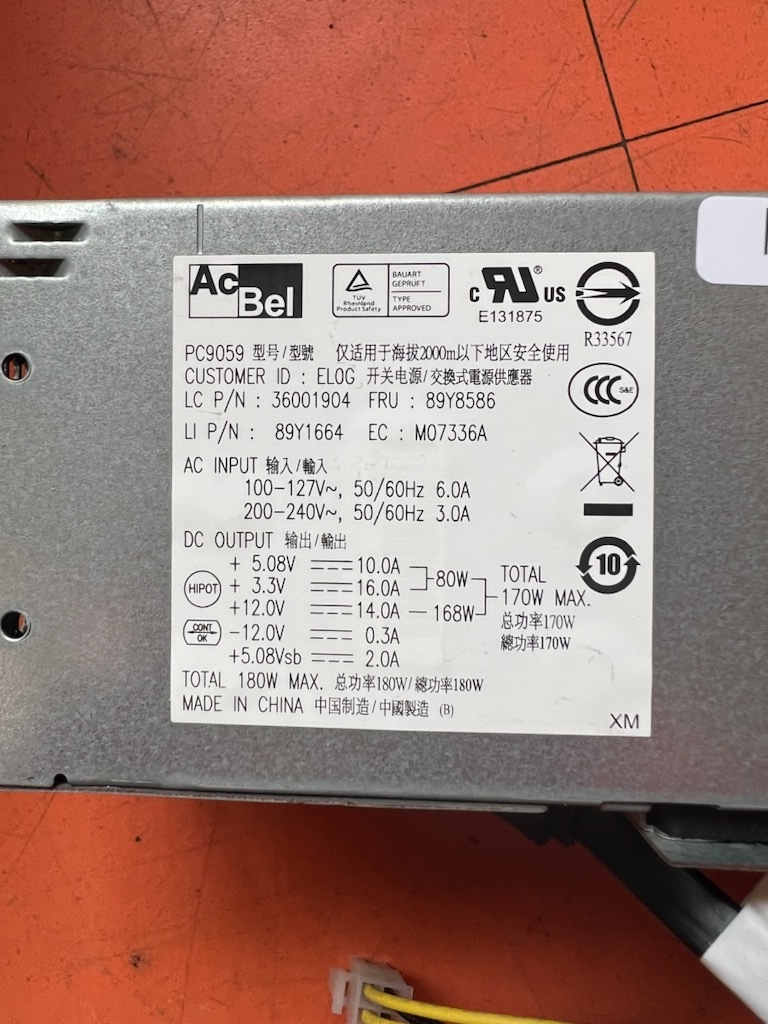 AcBel
TÜV
Rheinland
Product Safety
BAUART
GEPRUFT
TYPE
APPROVED
C RU US
®
E131875
R33567
PC9059 型号/型號 仅适用于海拔2000m以下地区安全使用
CUSTOMER ID : ELOG 开关电源/交換式電源供應器
CCC S&E
LC P/N : 36001904 FRU : 89Y8586
LI P/N : 89Y1664 EC : M07336A
AC INPUT 输入/輸入
100-127V~, 50/60Hz 6.0A
200-240V~, 50/60Hz 3.0A
DC OUTPUT 输出/輸出
10
HIPOT
CONT
OK
+ 5.08V 10.0A
+ 3.3V 16.0A 80W
+12.0V 14.0A 168W
TOTAL
170W MAX.
总功率170W
總功率170W
-12.0V 0.3A
+5.08Vsb 2.0A
TOTAL 180W MAX. 总功率180W/總功率180W
MADE IN CHINA 中国制造/中國製造 (B)
XM